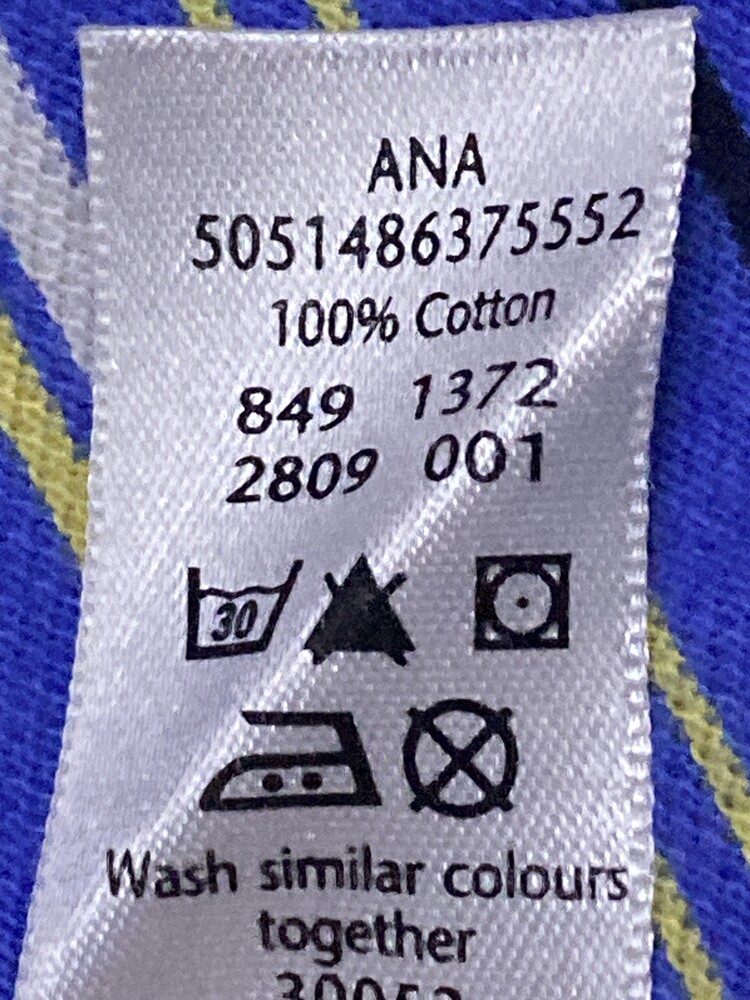 ANA
5051486375552
100% Cotton
849 1372
2809 001
30
Wash similar colours
together